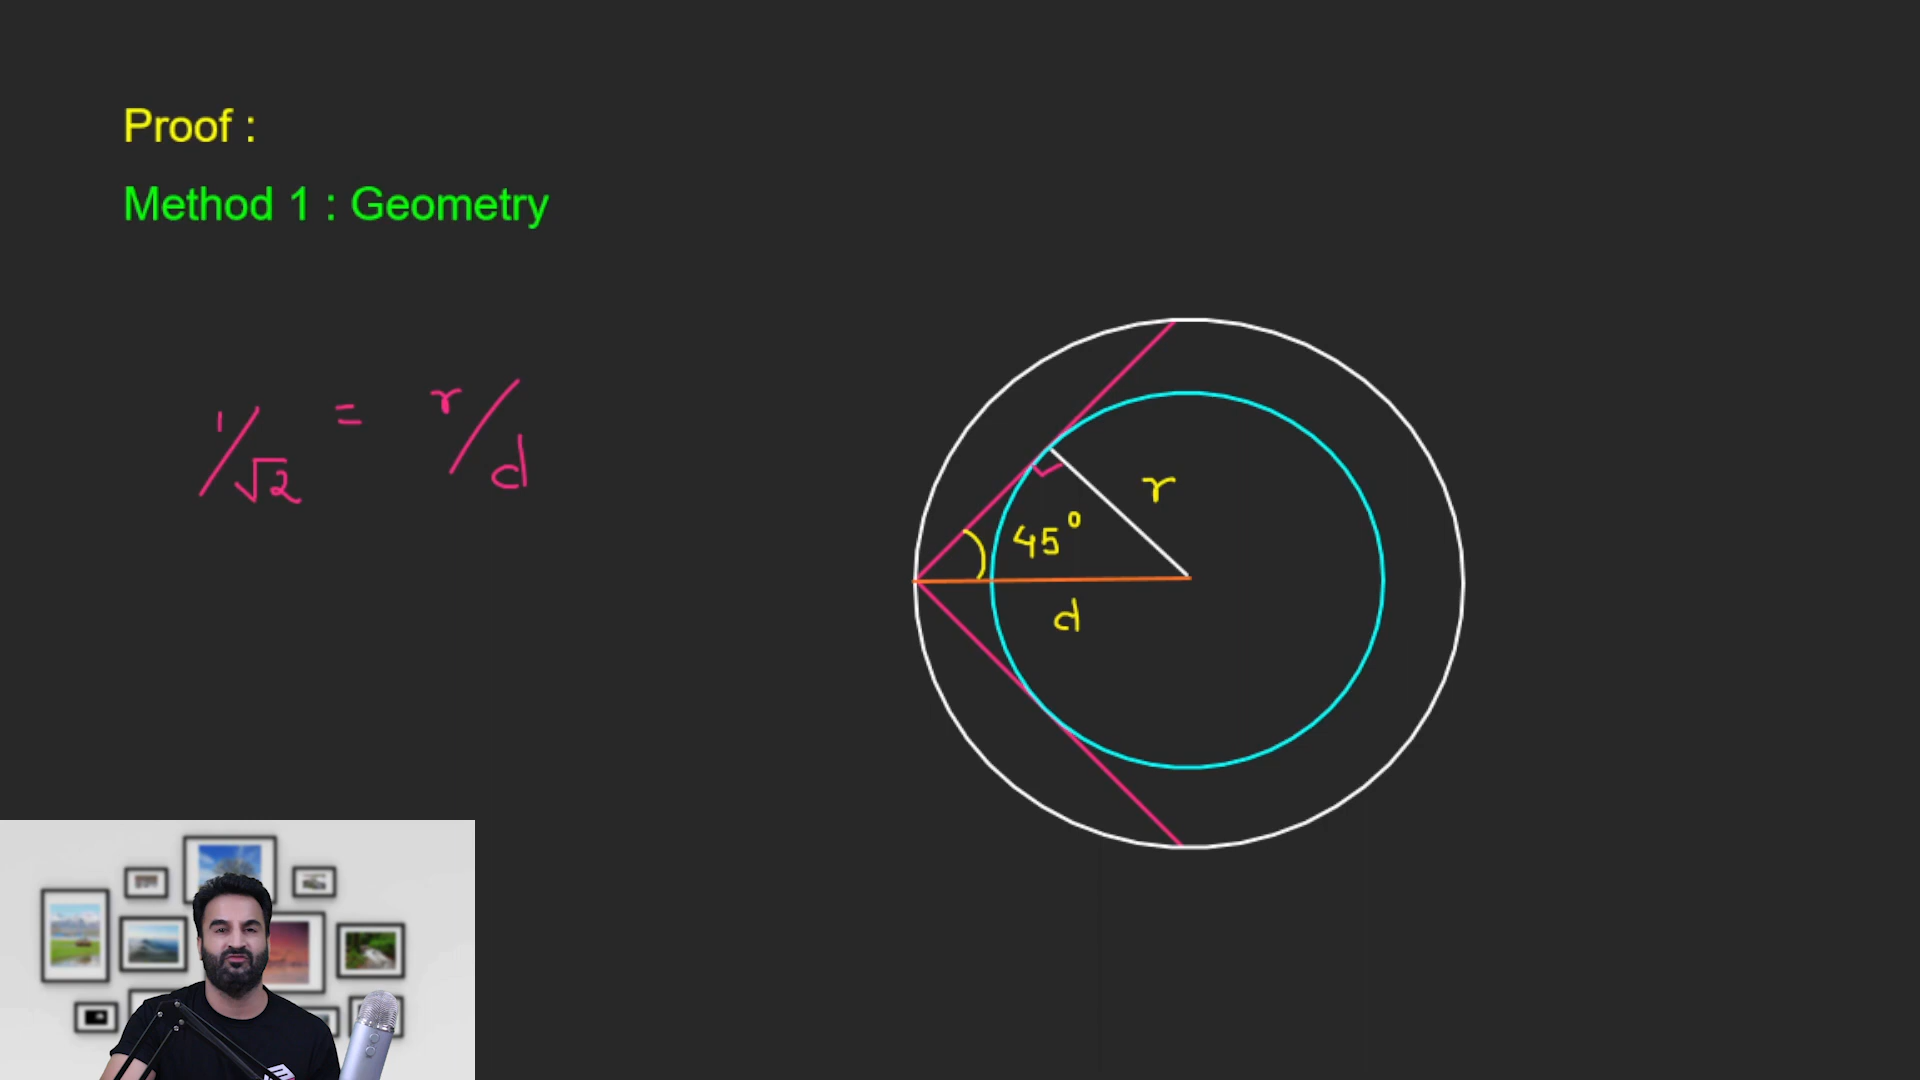 Proof :
Method 1 : Geometry
1/√2 = r/d
r
45°
d